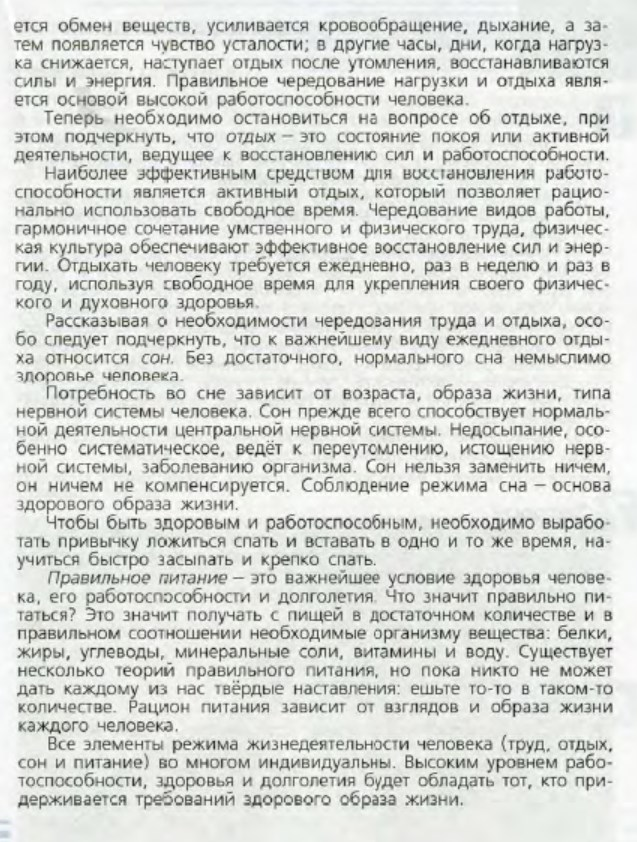 ется обмен веществ, усиливается кровообращение, дыхание, а за-
тем появляется чувство усталости; в другие часы, дни, когда нагруз-
ка снижается, наступает отдых после утомления, восстанавливаются
силы и энергия. Правильное чередование нагрузки и отдыха явля-
ется основой высокой работоспособности человека.
Теперь необходимо остановиться на вопросе об отдыхе, при
этом подчеркнуть, что отдых – это состояние покоя или активной
деятельности, ведущее к восстановлению сил и работоспособности.
Наиболее эффективным средством для восстановления работо-
способности является активный отдых, который позволяет рацио-
нально использовать свободное время. Чередование видов работы,
гармоничное сочетание умственного и физического труда, физичес-
кая культура обеспечивают эффективное восстановление сил и энер-
гии. Отдыхать человеку требуется ежедневно, раз в неделю и раз в
году, используя свободное время для укрепления своего физичес-
кого и духовного здоровья.
Рассказывая о необходимости чередования труда и отдыха, осо-
бо следует подчеркнуть, что к важнейшему виду ежедневного отды-
ха относится сон. Без достаточного, нормального сна немыслимо
здоровье человека.
Потребность во сне зависит от возраста, образа жизни, типа
нервной системы человека. Сон прежде всего способствует нормаль-
ной деятельности центральной нервной системы. Недосыпание, осо-
бенно систематическое, ведёт к переутомлению, истощению нерв-
ной системы, заболеванию организма. Сон нельзя заменить ничем,
он ничем не компенсируется. Соблюдение режима сна – основа
здорового образа жизни.
Чтобы быть здоровым и работоспособным, необходимо вырабо-
тать привычку ложиться спать и вставать в одно и то же время, на-
учиться быстро засыпать и крепко спать.
Правильное питание – это важнейшее условие здоровья челове-
ка, его работоспособности и долголетия. Что значит правильно пи-
таться? Это значит получать с пищей в достаточном количестве и в
правильном соотношении необходимые организму вещества: белки,
жиры, углеводы, минеральные соли, витамины и воду. Существует
несколько теорий правильного питания, но пока никто не может
дать каждому из нас твёрдые наставления: ешьте то-то в таком-то
количестве. Рацион питания зависит от взглядов и образа жизни
каждого человека.
Все элементы режима жизнедеятельности человека (труд, отдых,
сон и питание) во многом индивидуальны. Высоким уровнем рабо-
тоспособности, здоровья и долголетия будет обладать тот, кто при-
держивается требований здорового образа жизни.